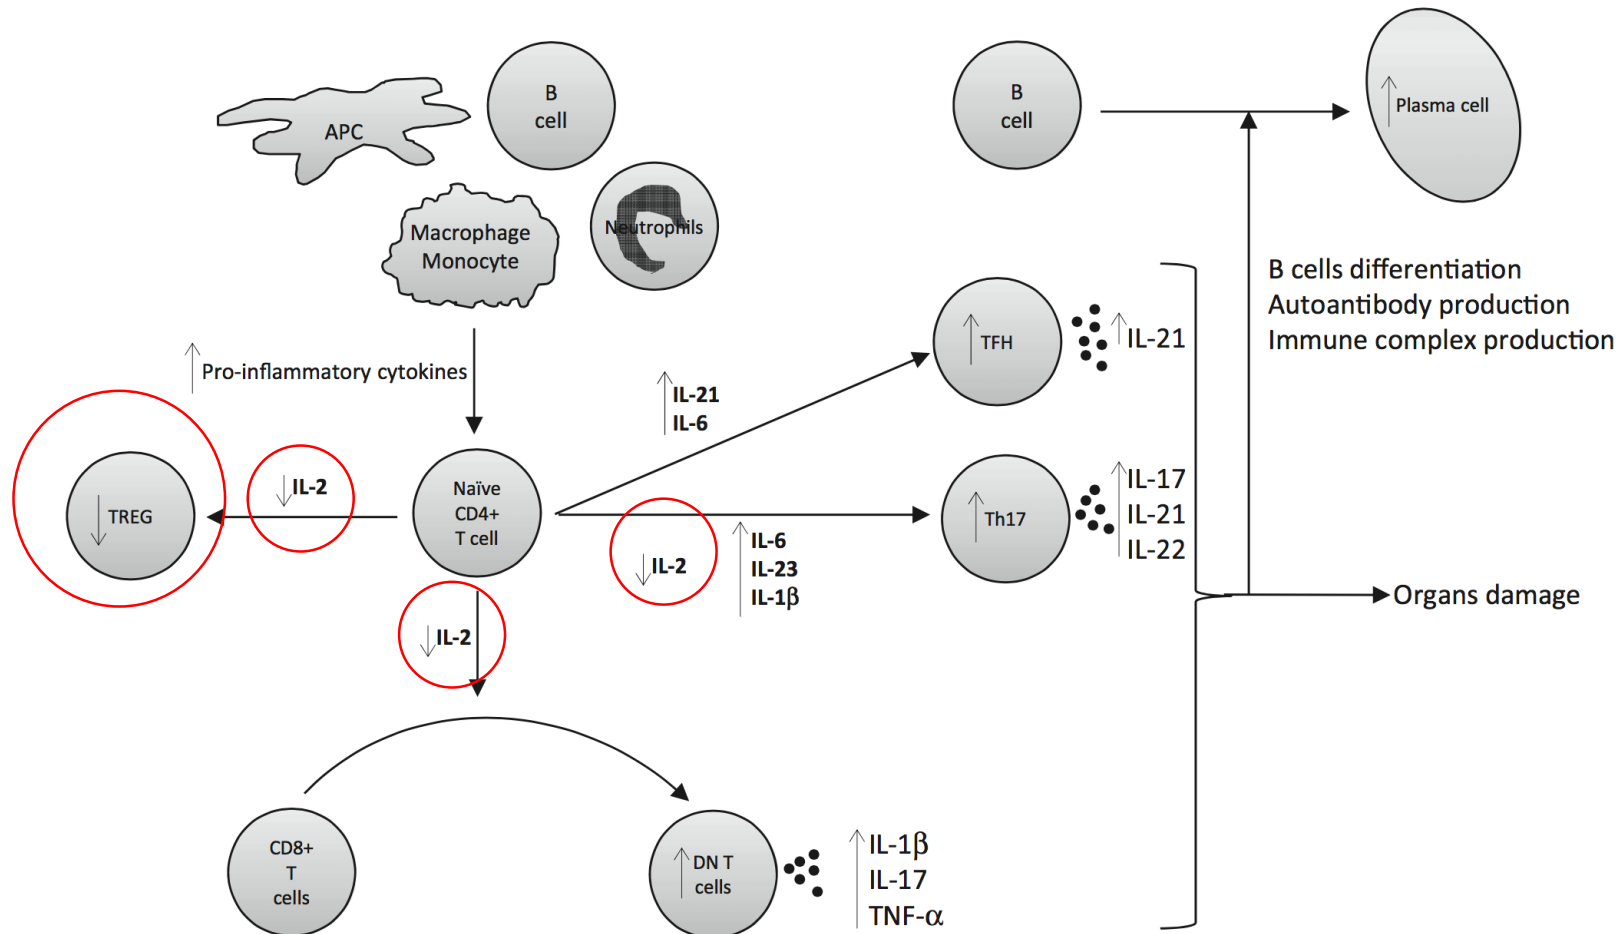 APC
B
cell
Macrophage
Monocyte
Neutrophils
B
cell
Plasma cell
Pro-inflammatory cytokines
B cells differentiation
Autoantibody production
Immune complex production
TFH
IL-21
IL-21
IL-6
TREG
IL-2
Naïve
CD4+
T cell
IL-2
IL-6
IL-23
IL-1β
Th17
IL-17
IL-21
IL-22
Organs damage
IL-2
CD8+
T
cells
DN T
cells
IL-1β
IL-17
TNF-α